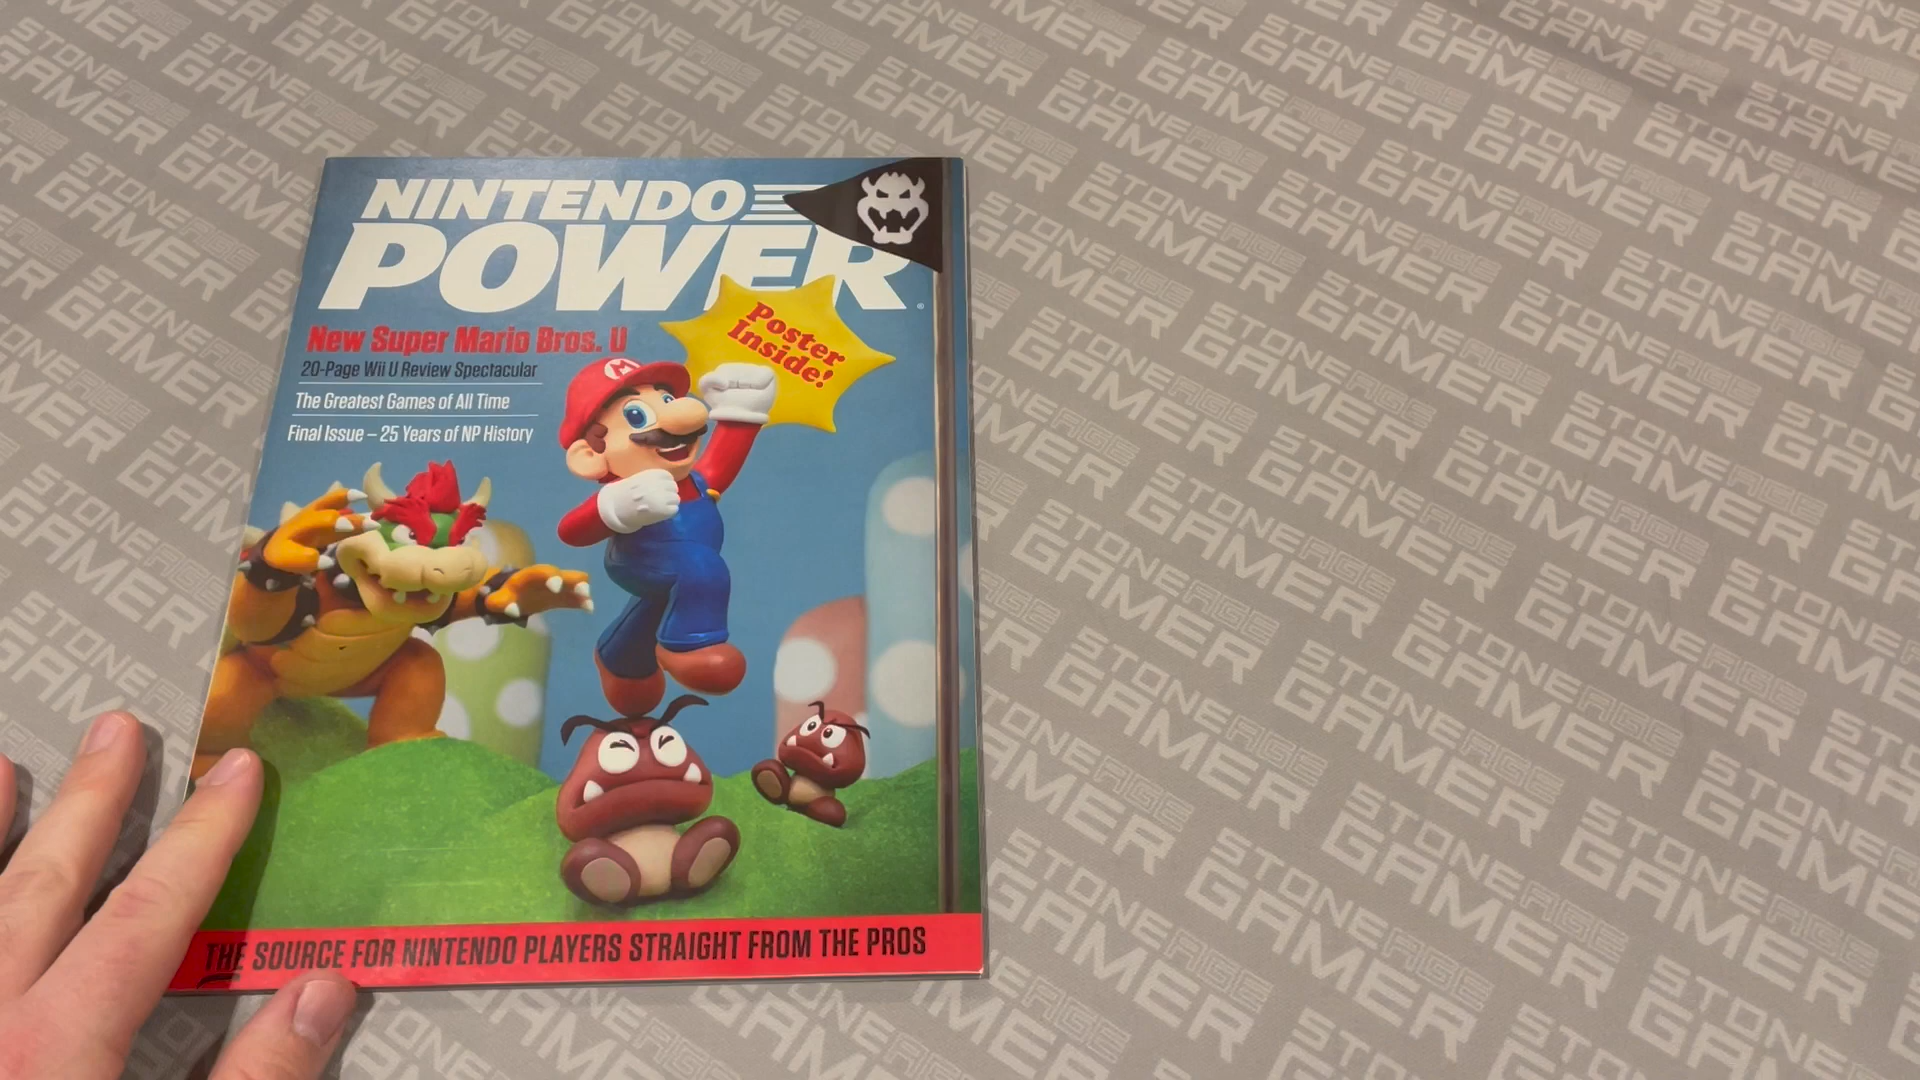 NINTENDO
POWER
Poster
Inside!
New Super Mario Bros. U
20-Page Wii U Review Spectacular
The Greatest Games of All Time
Final Issue – 25 Years of NP History
M
THE SOURCE FOR NINTENDO PLAYERS STRAIGHT FROM THE PROS
STONE AGE
GAMER